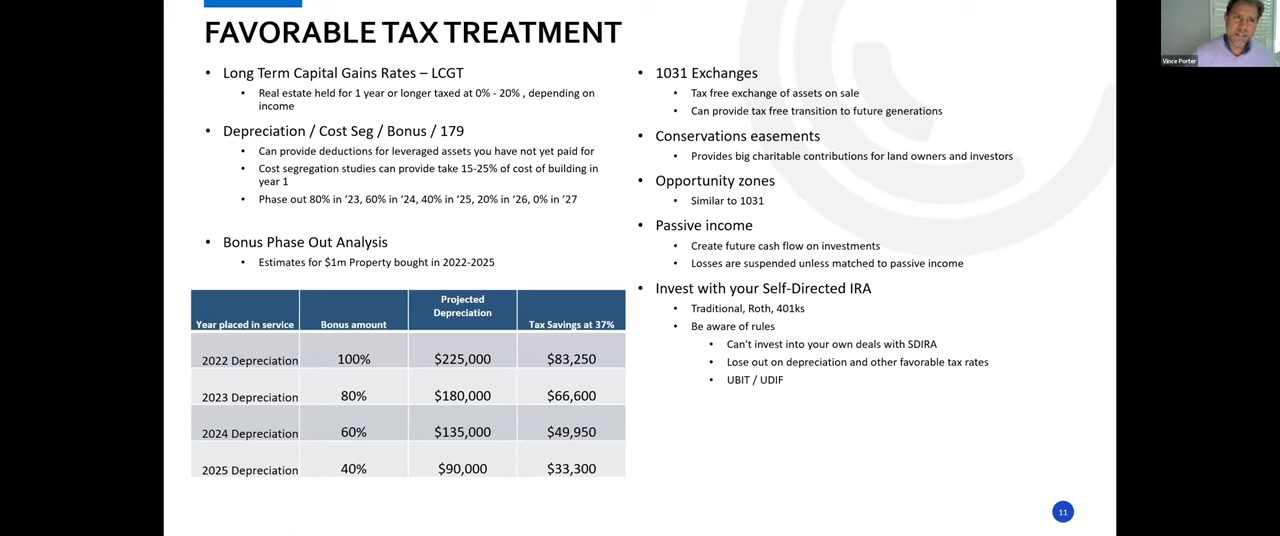 FAVORABLE TAX TREATMENT
• Long Term Capital Gains Rates – LCGT
• Real estate held for 1 year or longer taxed at 0% - 20% , depending on
income
• Depreciation / Cost Seg / Bonus / 179
• Can provide deductions for leveraged assets you have not yet paid for
• Cost segregation studies can provide take 15-25% of cost of building in
year 1
• Phase out 80% in ‘23, 60% in ‘24, 40% in ‘25, 20% in ‘26, 0% in ’27
• Bonus Phase Out Analysis
• Estimates for $1m Property bought in 2022-2025
Year placed in service Bonus amount Projected Depreciation Tax Savings at 37%
2022 Depreciation 100% $225,000 $83,250
2023 Depreciation 80% $180,000 $66,600
2024 Depreciation 60% $135,000 $49,950
2025 Depreciation 40% $90,000 $33,300
• 1031 Exchanges
• Tax free exchange of assets on sale
• Can provide tax free transition to future generations
• Conservations easements
• Provides big charitable contributions for land owners and investors
• Opportunity zones
• Similar to 1031
• Passive income
• Create future cash flow on investments
• Losses are suspended unless matched to passive income
• Invest with your Self-Directed IRA
• Traditional, Roth, 401ks
• Be aware of rules
• Can't invest into your own deals with SDIRA
• Lose out on depreciation and other favorable tax rates
• UBIT / UDIF
11
Vince Porter